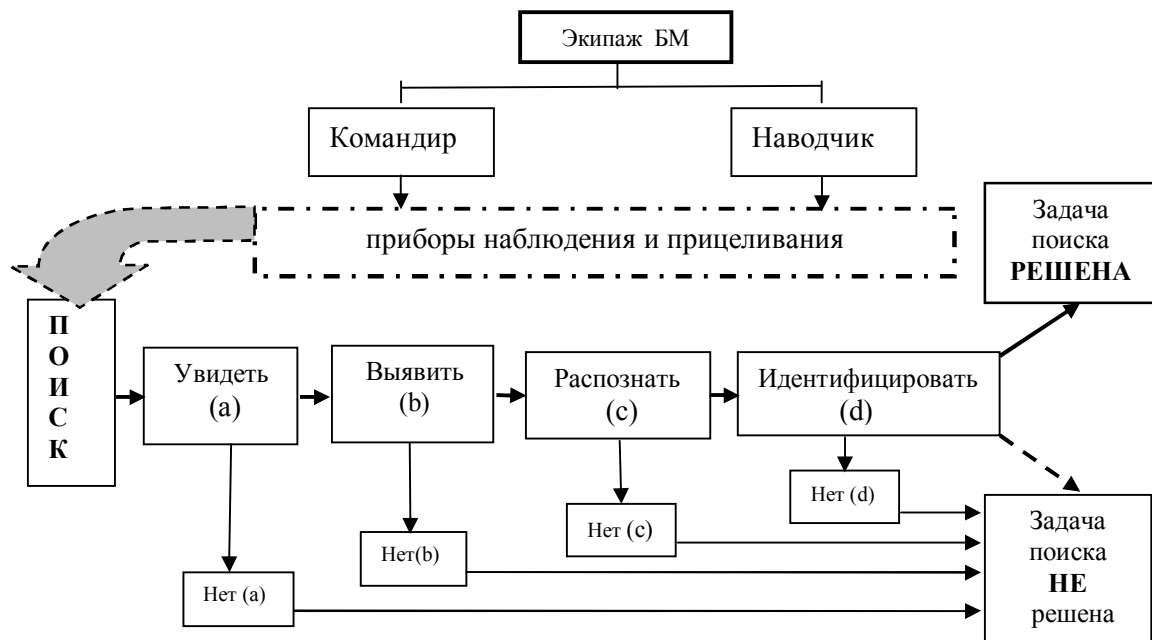 Экипаж БМ
Командир
Наводчик
приборы наблюдения и прицеливания
Задача
поиска
РЕШЕНА
П
О
И
С
К
Увидеть
(a)
Выявить
(b)
Распознать
(c)
Идентифицировать
(d)
Нет (d)
Нет (c)
Нет(b)
Нет (a)
Задача
поиска
НЕ
решена